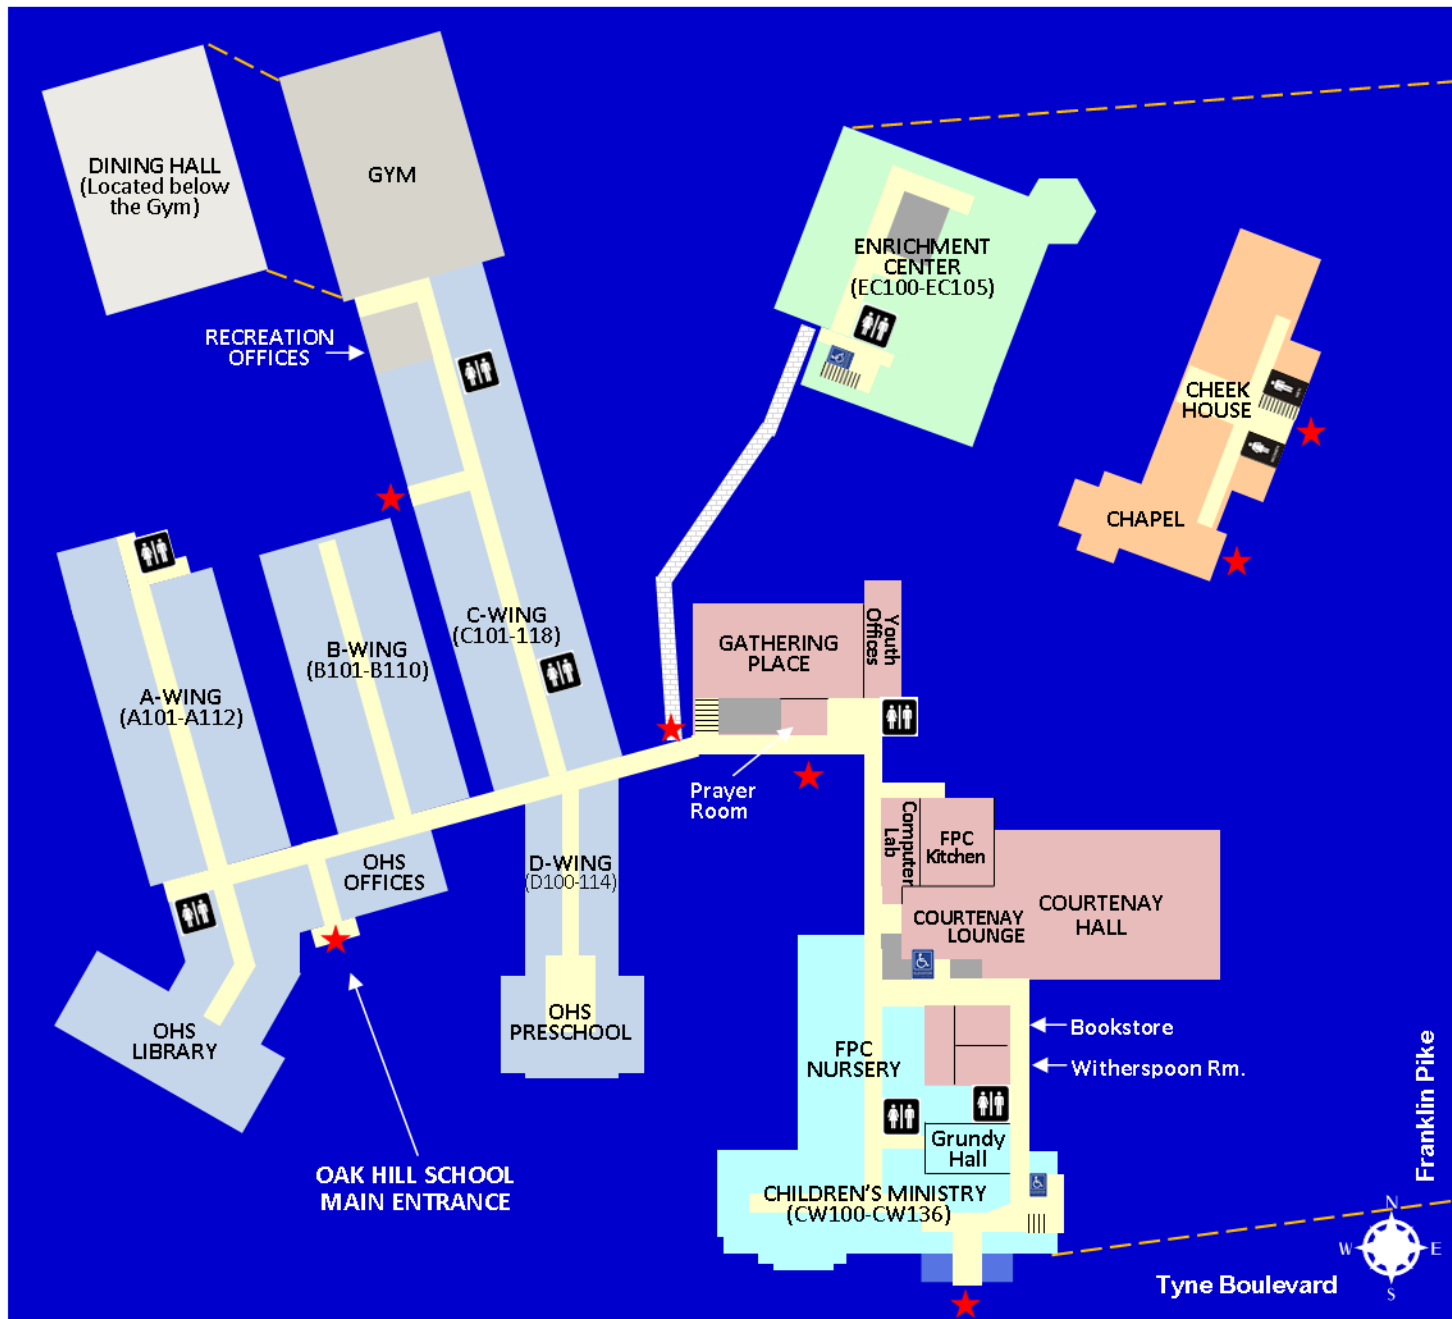 DINING HALL
(Located below
the Gym)
GYM
ENRICHMENT
CENTER
(EC100-EC105)
RECREATION
OFFICES
CHEEK
HOUSE
CHAPEL
C-WING
(C101-118)
B-WING
(B101-B110)
A-WING
(A101-A112)
GATHERING
PLACE
Youth
Offices
Prayer
Room
Computer
Lab
FPC
Kitchen
OHS
OFFICES
D-WING
(D100-114)
COURTENAY
LOUNGE
COURTENAY
HALL
OHS
PRESCHOOL
OHS
LIBRARY
FPC
NURSERY
Bookstore
Witherspoon Rm.
Grundy
Hall
OAK HILL SCHOOL
MAIN ENTRANCE
CHILDREN'S MINISTRY
(CW100-CW136)
Franklin Pike
Tyne Boulevard
N
W
E
S